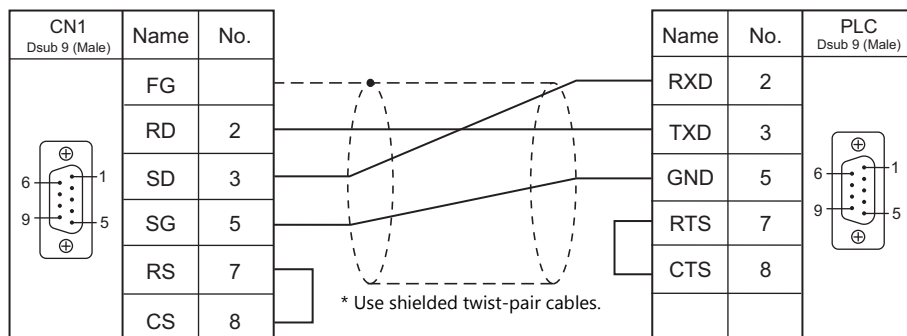 CN1
Dsub 9 (Male)
Name No.
FG
RD 2
SD 3
SG 5
RS 7
CS 8
6 1
9 5
* Use shielded twist-pair cables.
Name No.
PLC
Dsub 9 (Male)
RXD 2
TXD 3
GND 5
RTS 7
CTS 8
6 1
9 5